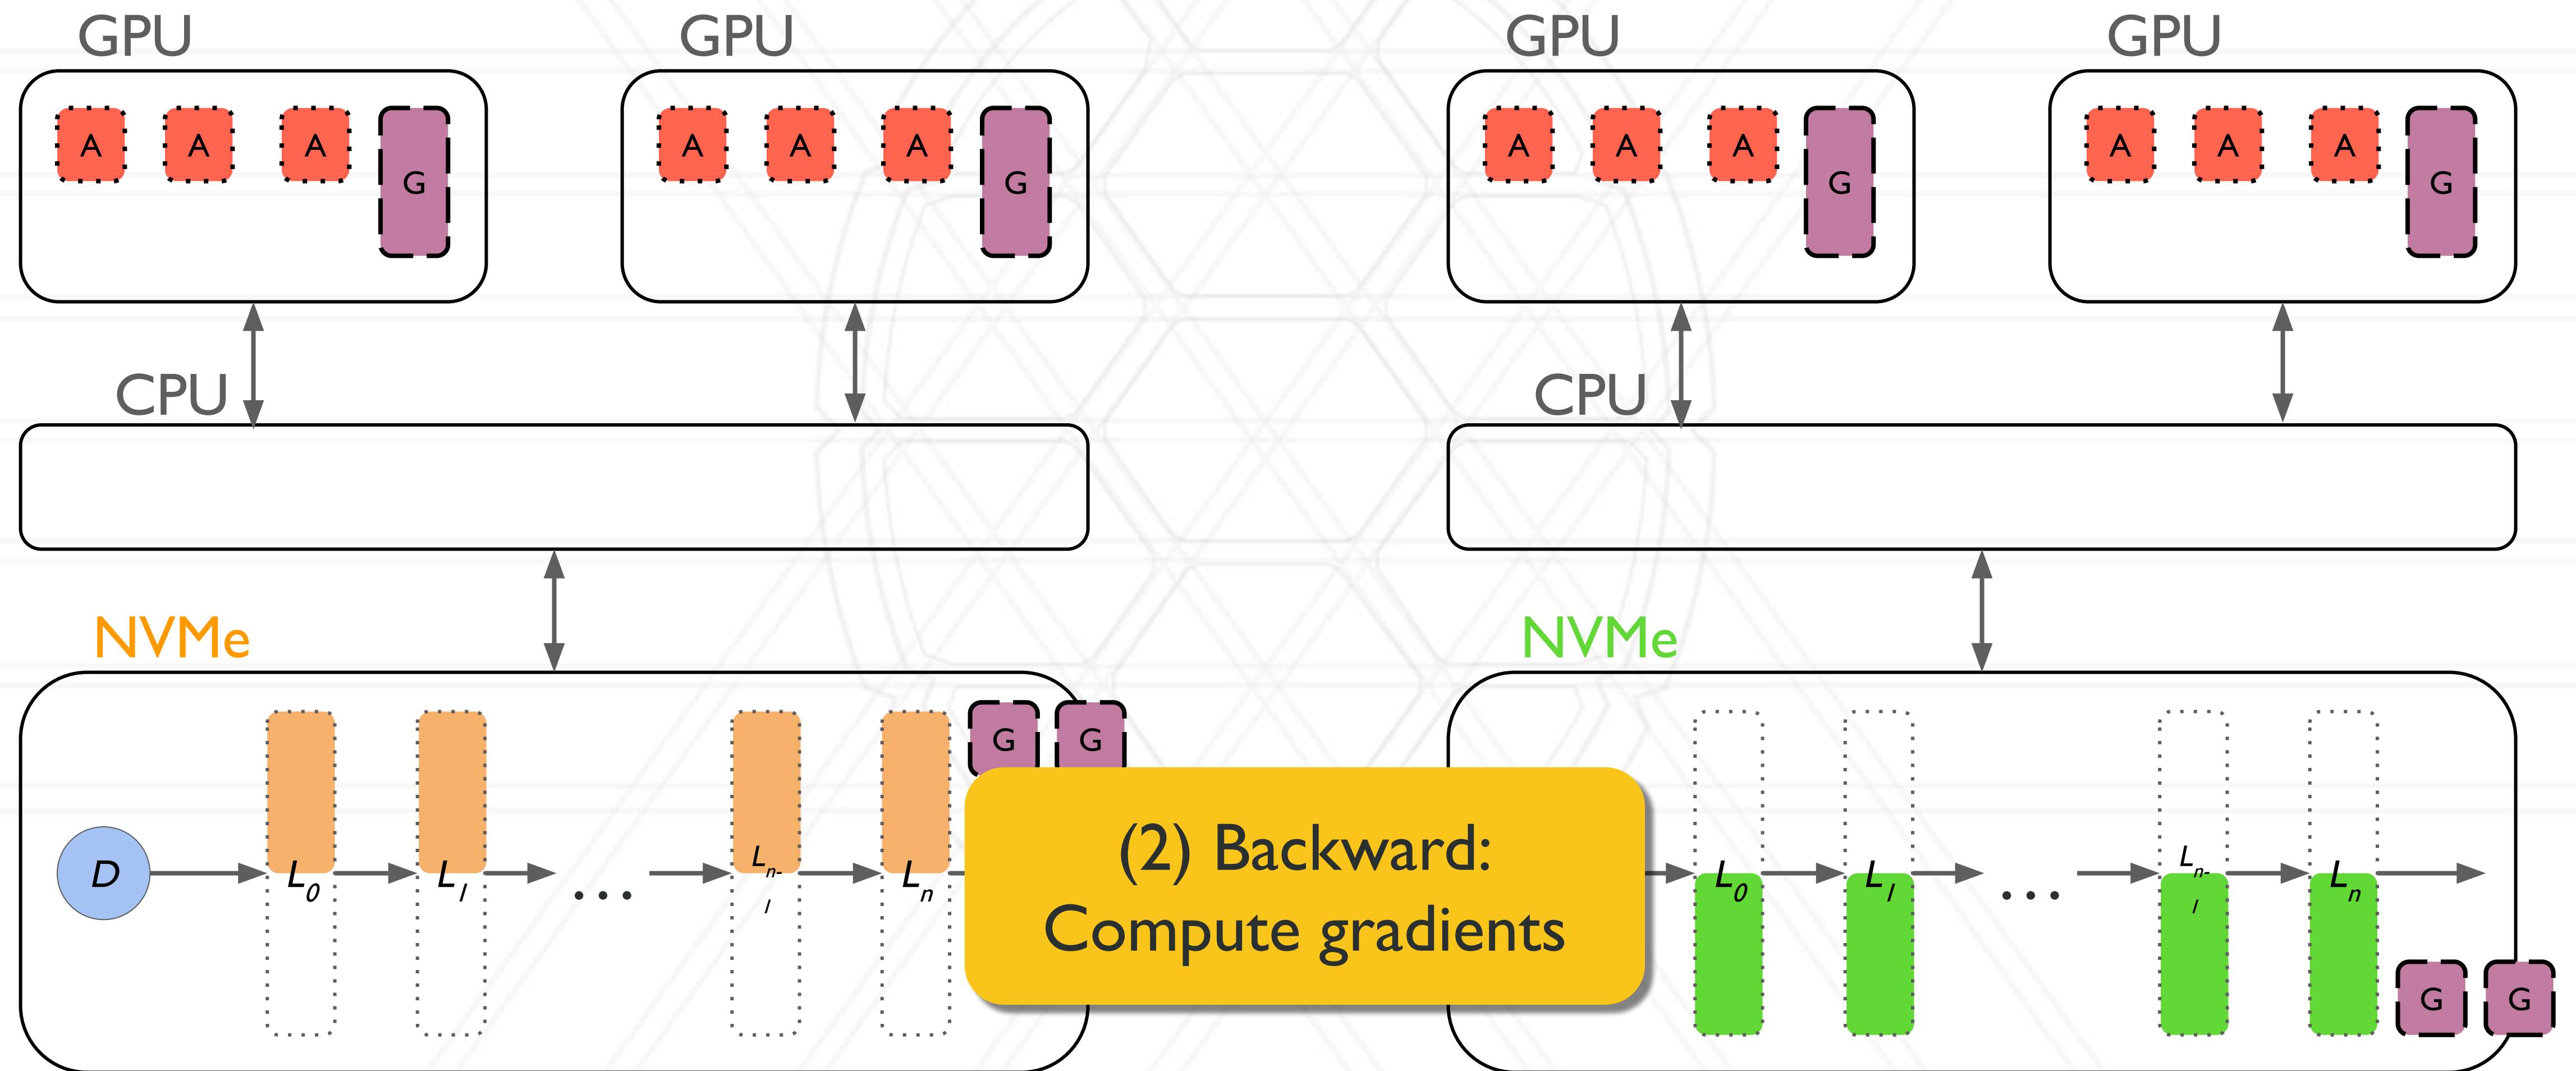 GPU GPU GPU GPU
A A A G A A A G A A A G A A A G
CPU CPU
NVMe NVMe
G G
D L0 L1 ... Ln-1 Ln L0 L1 ... Ln-1 Ln
(2) Backward:
Compute gradients
G G